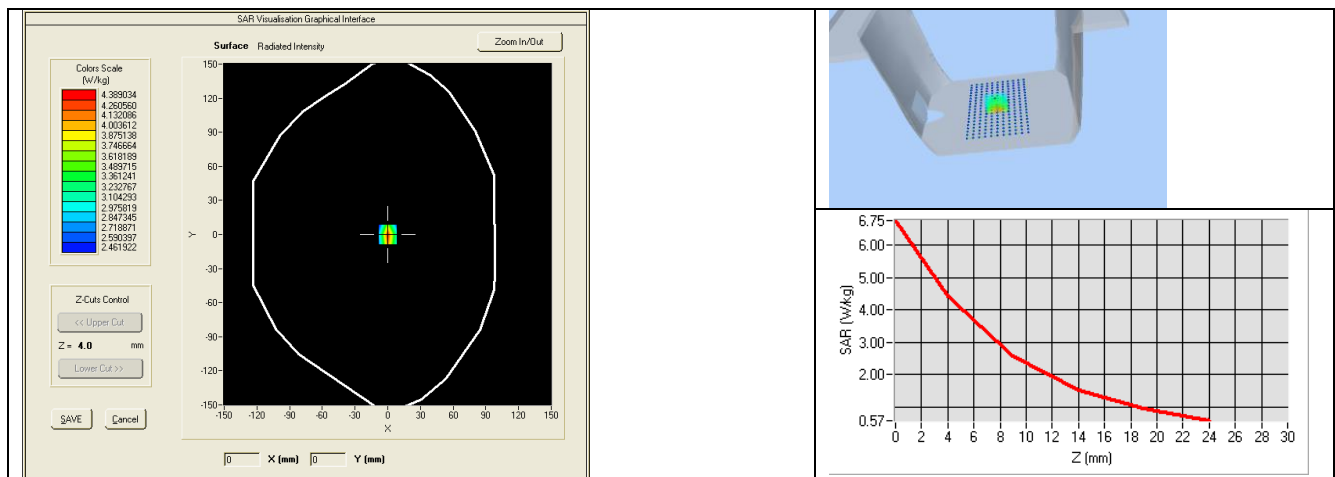 SAR Visualisation Graphical Interface
Surface Radiated Intensity
Zoom In/Out
Colors Scale
(W/kg)
4.389034
4.260560
4.132086
4.003612
3.875138
3.746664
3.618189
3.489715
3.361241
3.232767
3.104293
2.975819
2.847345
2.718871
2.590397
2.461922
Z-Cuts Control
<< Upper Cut
Z = 4.0 mm
Lower Cut >>
SAVE Cancel
150
120
90
60
30
0
-30
-60
-90
-120
-150
Y
-150 -120 -90 -60 -30 0 30 60 90 120 150
X
0 X (mm) 0 Y (mm)
6.75
6.00
5.00
4.00
3.00
2.00
0.57
SAR (W/kg)
0 2 4 6 8 10 12 14 16 18 20 22 24 26 28 30
Z (mm)